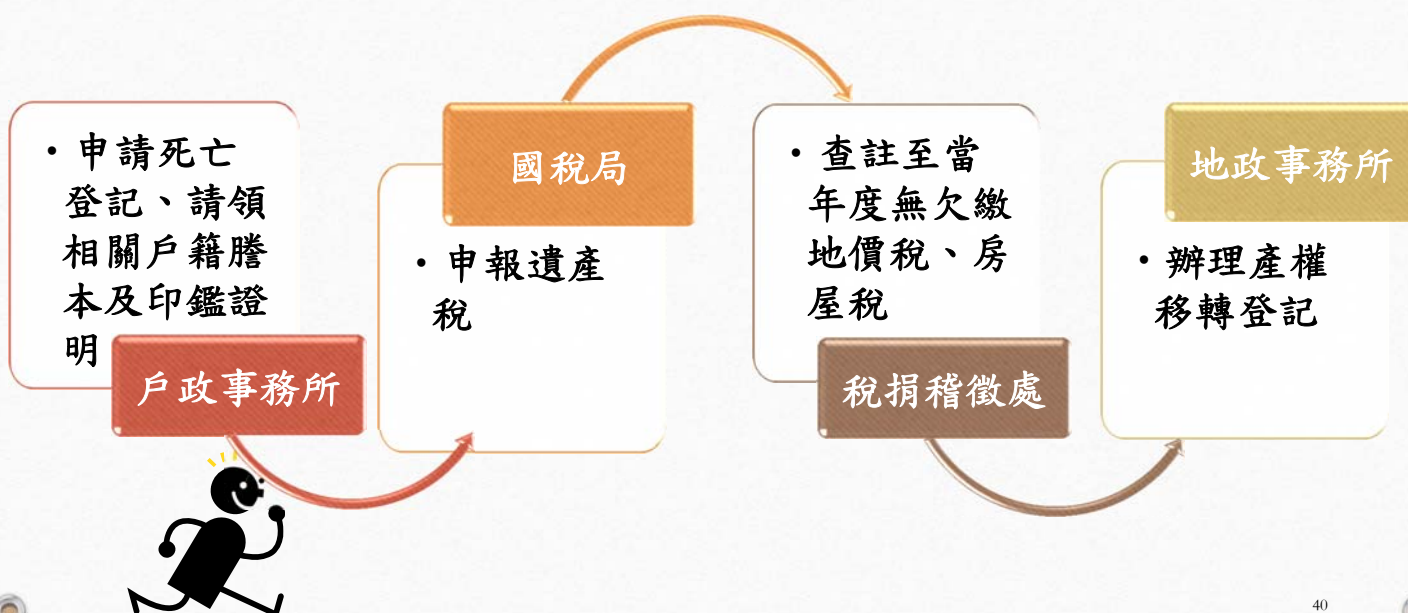 ・申請死亡
登記、請領
相關戶籍謄
本及印鑑證
明
戶政事務所
國稅局
・申報遺產
稅
・查註至當
年度無欠繳
地價稅、房
屋稅
稅捐稽徵處
地政事務所
・辦理產權
移轉登記
40